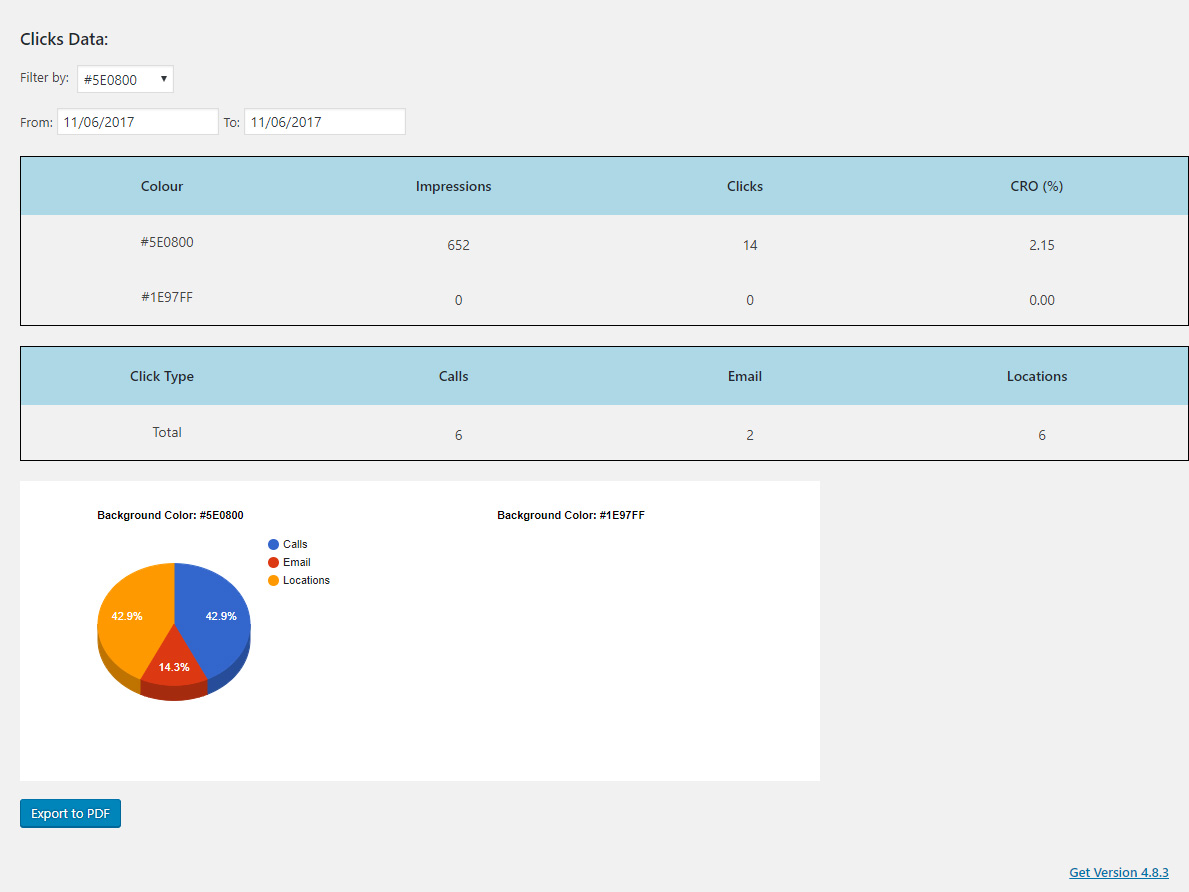 Clicks Data:
Filter by: #5E0800
From: 11/06/2017 To: 11/06/2017
Colour Impressions Clicks CRO (%)
#5E0800 652 14 2.15
#1E97FF 0 0 0.00
Click Type Calls Email Locations
Total 6 2 6
Background Color: #5E0800 Background Color: #1E97FF
Calls
Email
Locations
42.9% 42.9%
14.3%
Export to PDF
Get Version 4.8.3